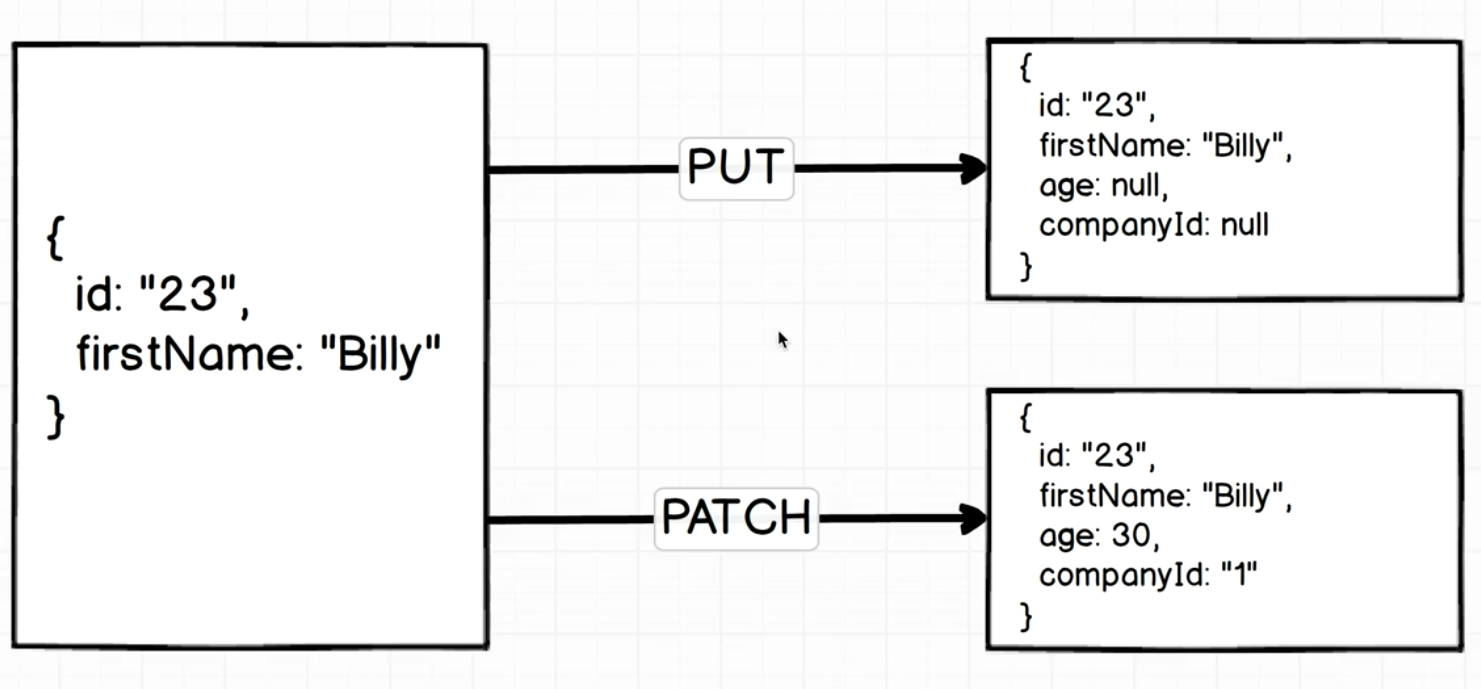 {
id: "23",
firstName: "Billy"
}
PUT
{
id: "23",
firstName: "Billy",
age: null,
companyId: null
}
PATCH
{
id: "23",
firstName: "Billy",
age: 30,
companyId: "1"
}